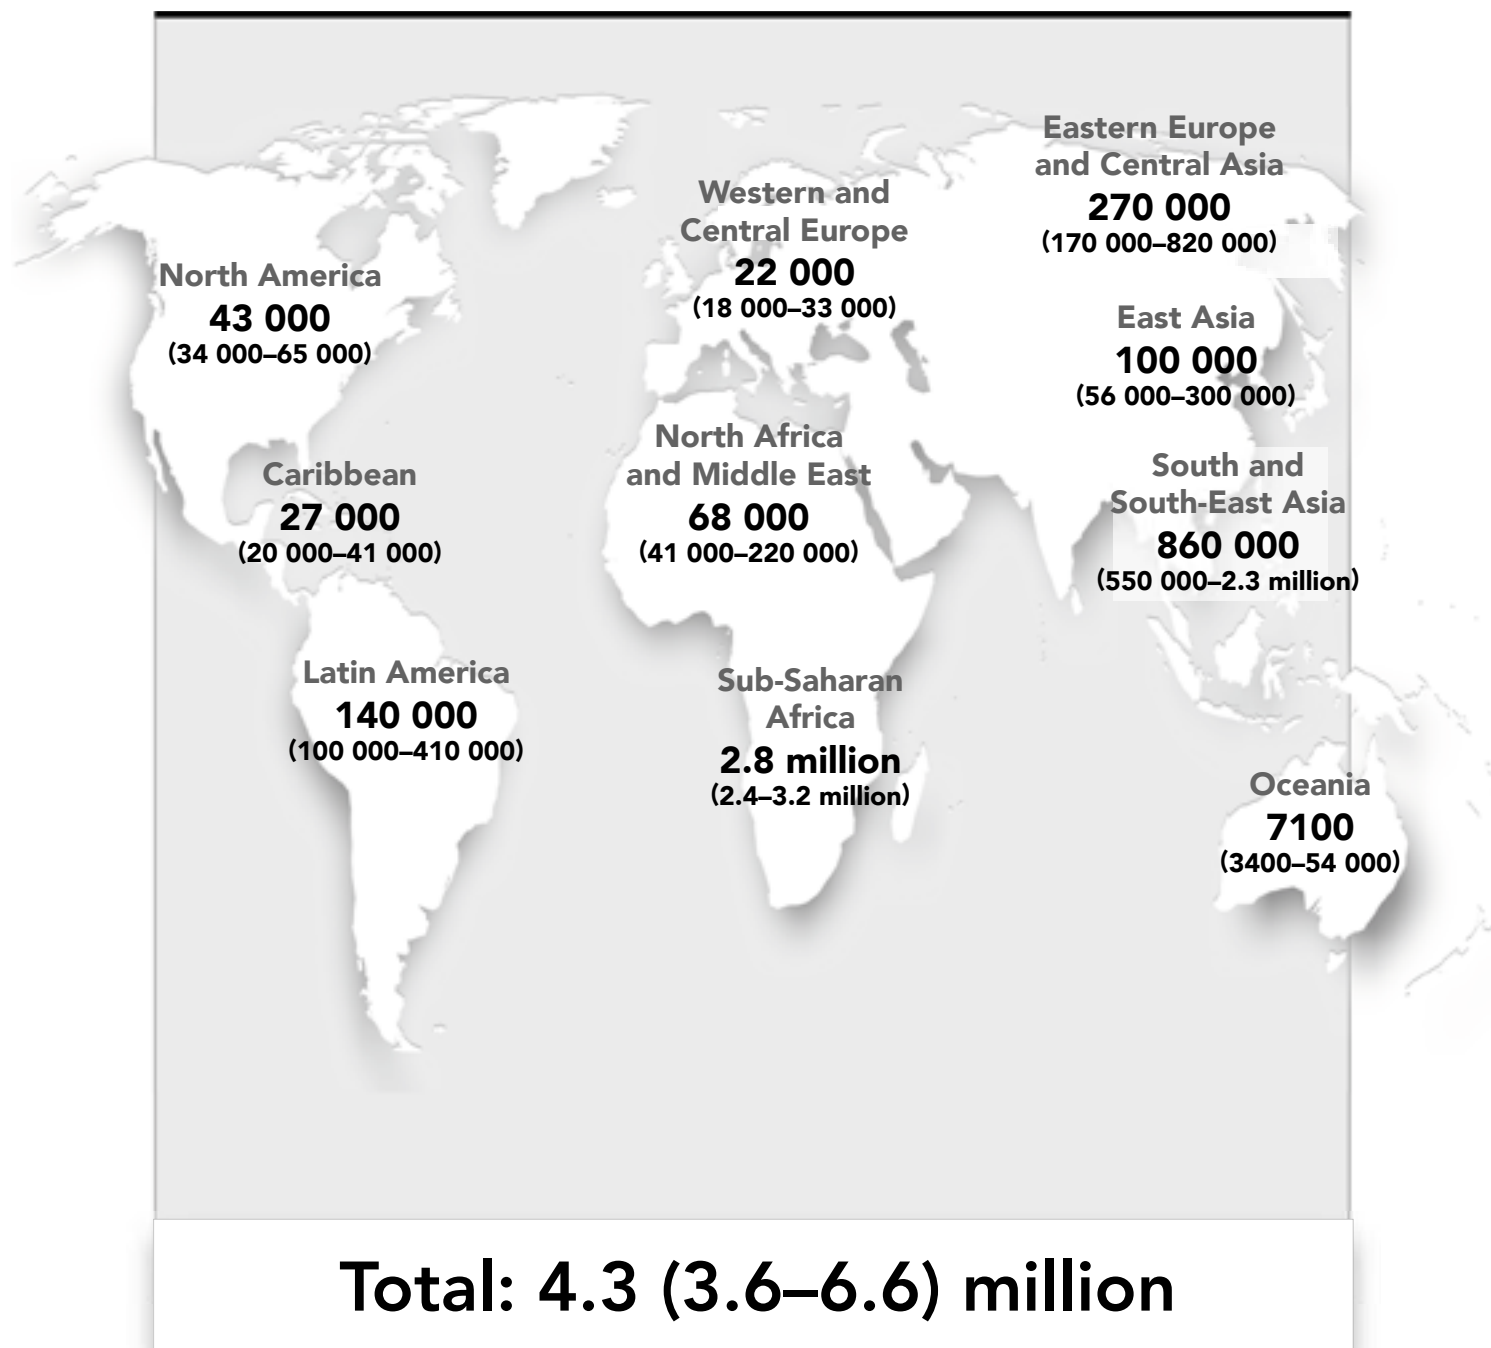 Eastern Europe
and Central Asia
270 000
(170 000–820 000)
Western and
Central Europe
22 000
(18 000–33 000)
North America
43 000
(34 000–65 000)
East Asia
100 000
(56 000–300 000)
North Africa
and Middle East
68 000
(41 000–220 000)
Caribbean
27 000
(20 000–41 000)
South and
South-East Asia
860 000
(550 000–2.3 million)
Latin America
140 000
(100 000–410 000)
Sub-Saharan
Africa
2.8 million
(2.4–3.2 million)
Oceania
7100
(3400–54 000)
Total: 4.3 (3.6–6.6) million